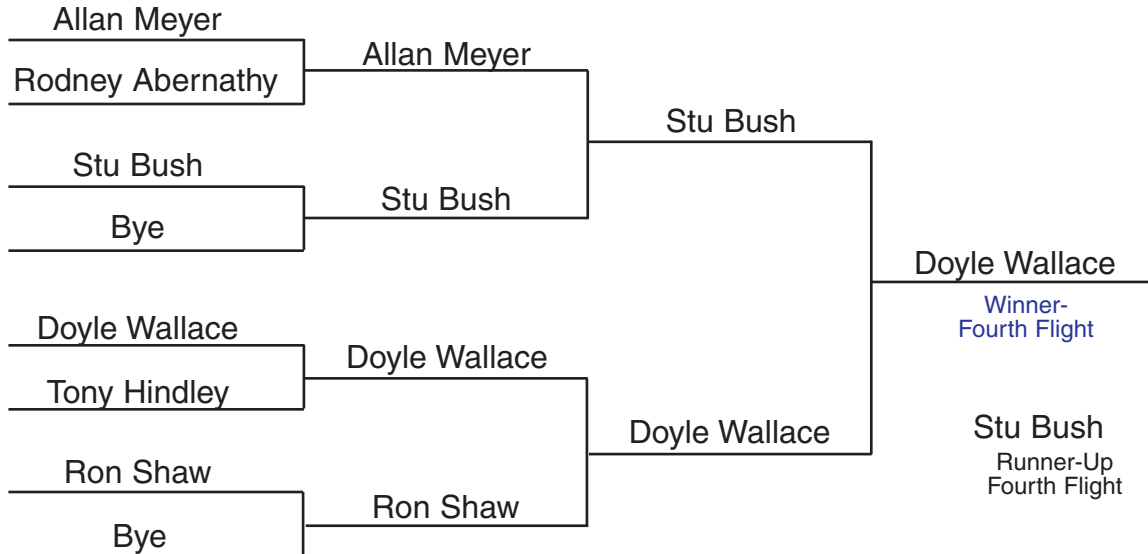 Allan Meyer
Rodney Abernathy
Stu Bush
Bye
Doyle Wallace
Tony Hindley
Ron Shaw
Bye
Allan Meyer
Stu Bush
Doyle Wallace
Ron Shaw
Stu Bush
Doyle Wallace
Doyle Wallace
Winner-
Fourth Flight
Stu Bush
Runner-Up
Fourth Flight